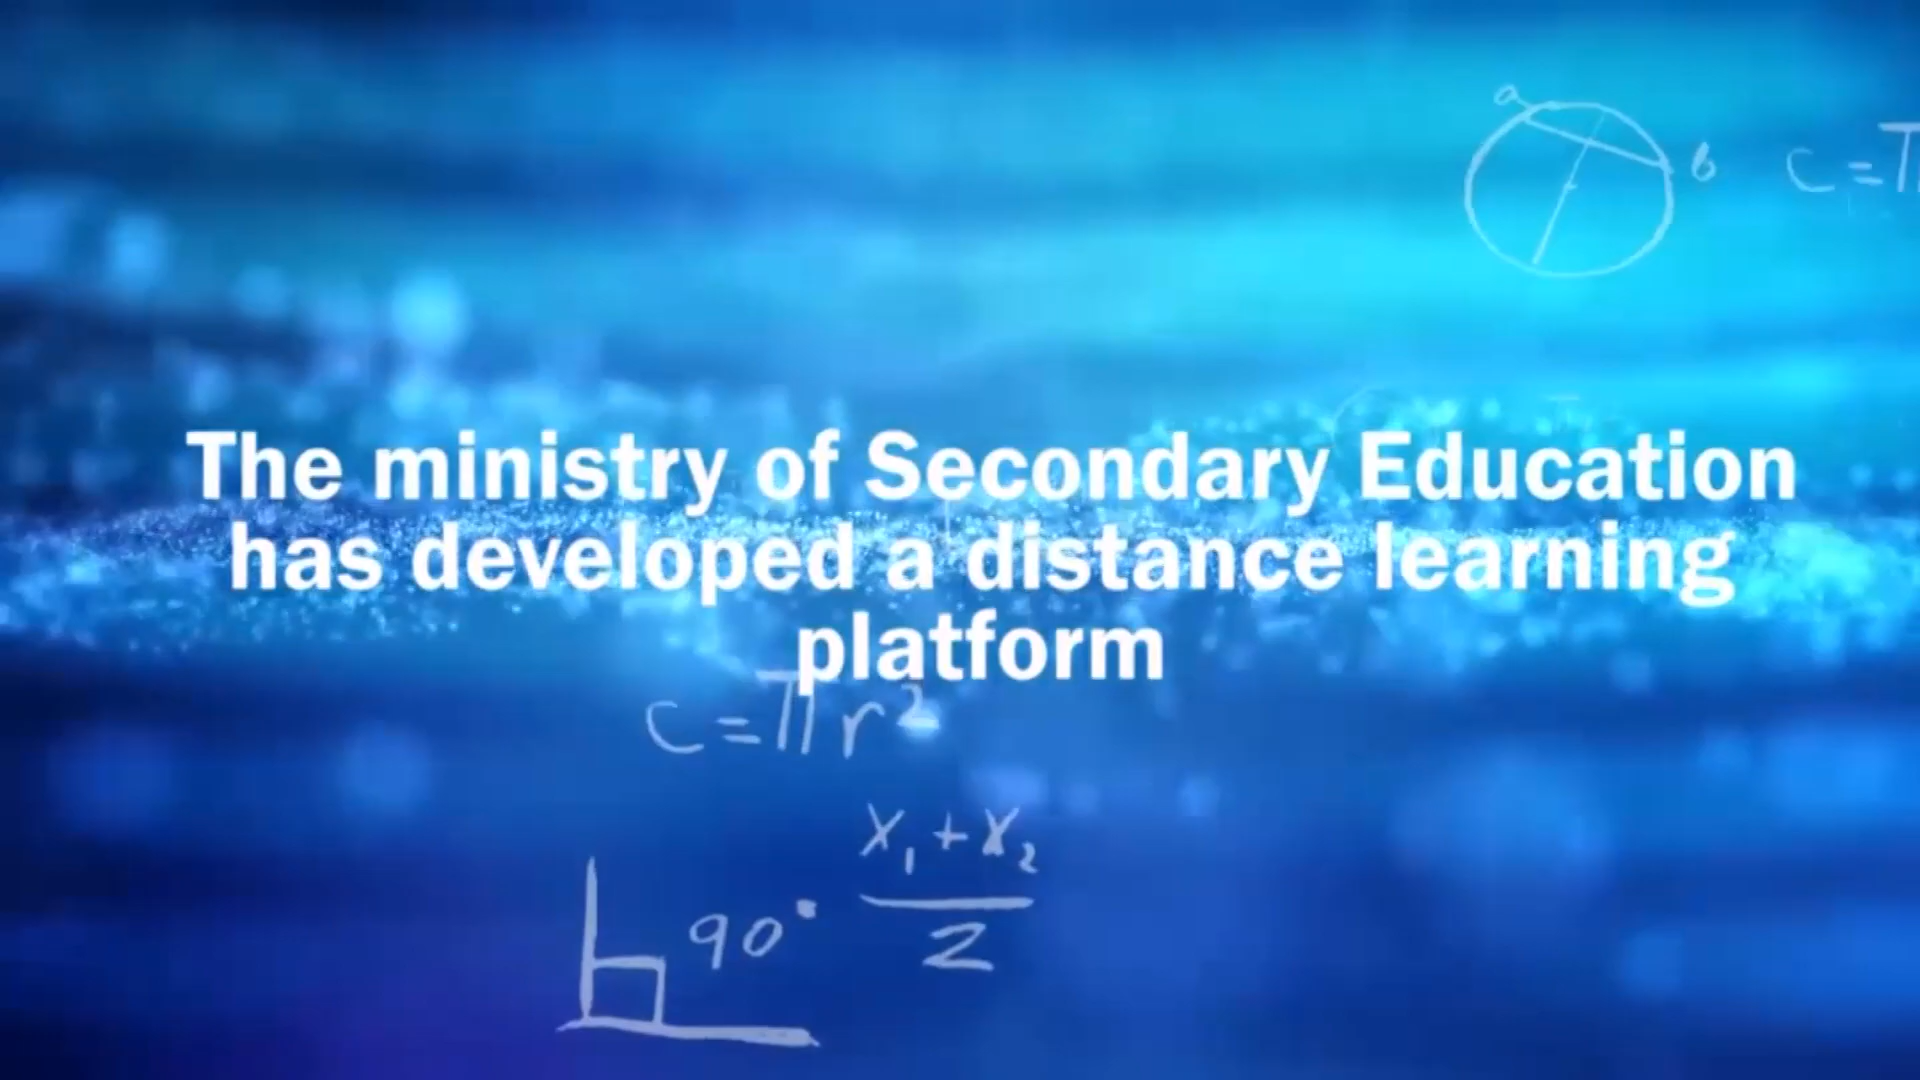 a
b C=π
The ministry of Secondary Education
has developed a distance learning
platform
C=πr²
x₁+x₂
90°
2